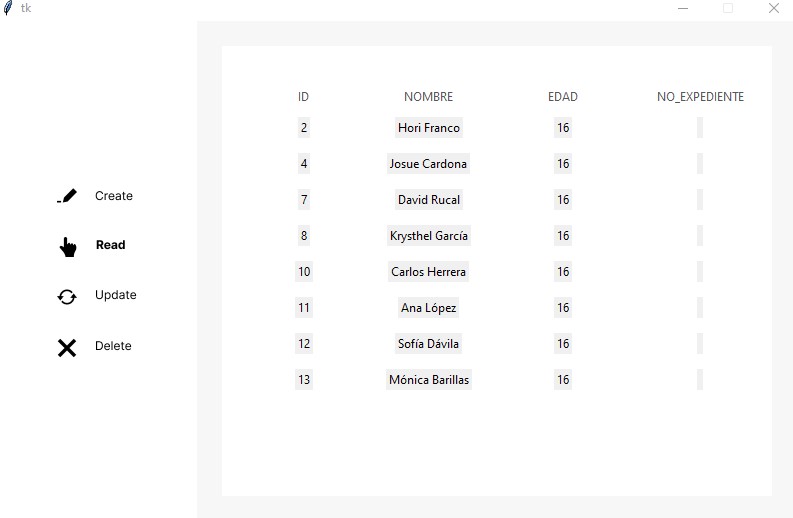 tk
Create
Read
Update
Delete
ID NOMBRE EDAD NO_EXPEDIENTE
2 Hori Franco 16
4 Josue Cardona 16
7 David Rucal 16
8 Krysthel García 16
10 Carlos Herrera 16
11 Ana López 16
12 Sofía Dávila 16
13 Mónica Barillas 16